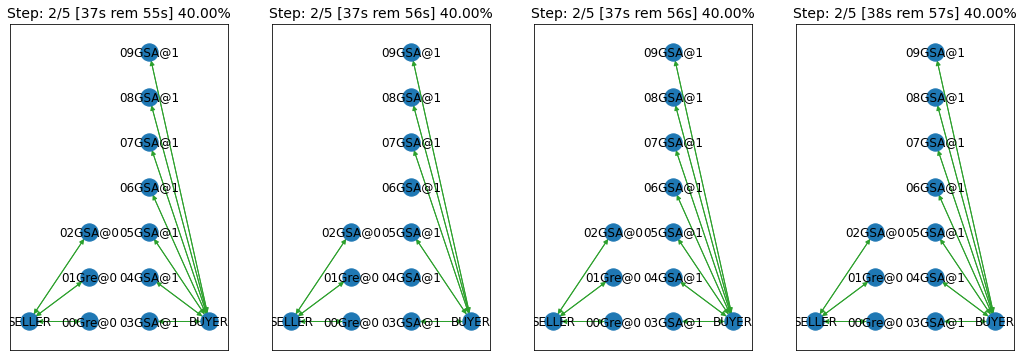 Step: 2/5 [37s rem 55s] 40.00%
09GSA@1
08GSA@1
07GSA@1
06GSA@1
02GSA@0 05GSA@1
01Gre@0 04GSA@1
SELLER 00Gre@0 03GSA@1 BUYER
Step: 2/5 [37s rem 56s] 40.00%
09GSA@1
08GSA@1
07GSA@1
06GSA@1
02GSA@0 05GSA@1
01Gre@0 04GSA@1
SELLER 00Gre@0 03GSA@1 BUYER
Step: 2/5 [37s rem 56s] 40.00%
09GSA@1
08GSA@1
07GSA@1
06GSA@1
02GSA@0 05GSA@1
01Gre@0 04GSA@1
SELLER 00Gre@0 03GSA@1 BUYER
Step: 2/5 [38s rem 57s] 40.00%
09GSA@1
08GSA@1
07GSA@1
06GSA@1
02GSA@0 05GSA@1
01Gre@0 04GSA@1
SELLER 00Gre@0 03GSA@1 BUYER